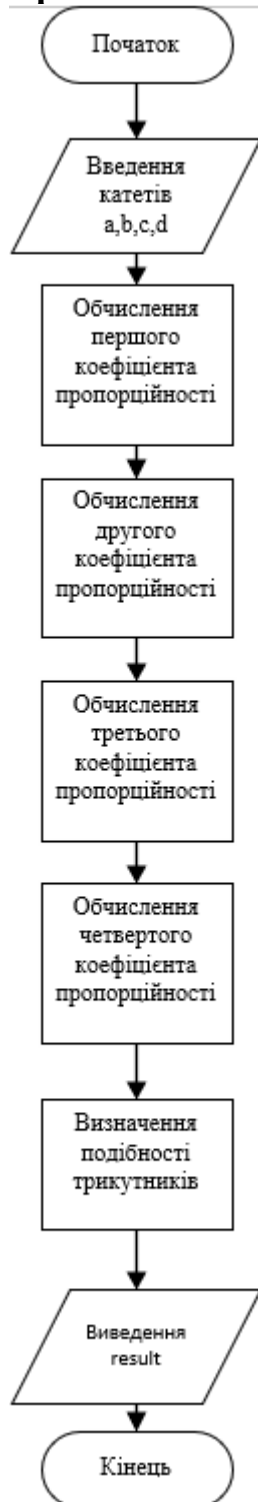 Початок
Введення
катетів
a,b,c,d
Обчислення
першого
коефіцієнта
пропорційності
Обчислення
другого
коефіцієнта
пропорційності
Обчислення
третього
коефіцієнта
пропорційності
Обчислення
четвертого
коефіцієнта
пропорційності
Визначення
подібності
трикутників
Виведення
result
Кінець